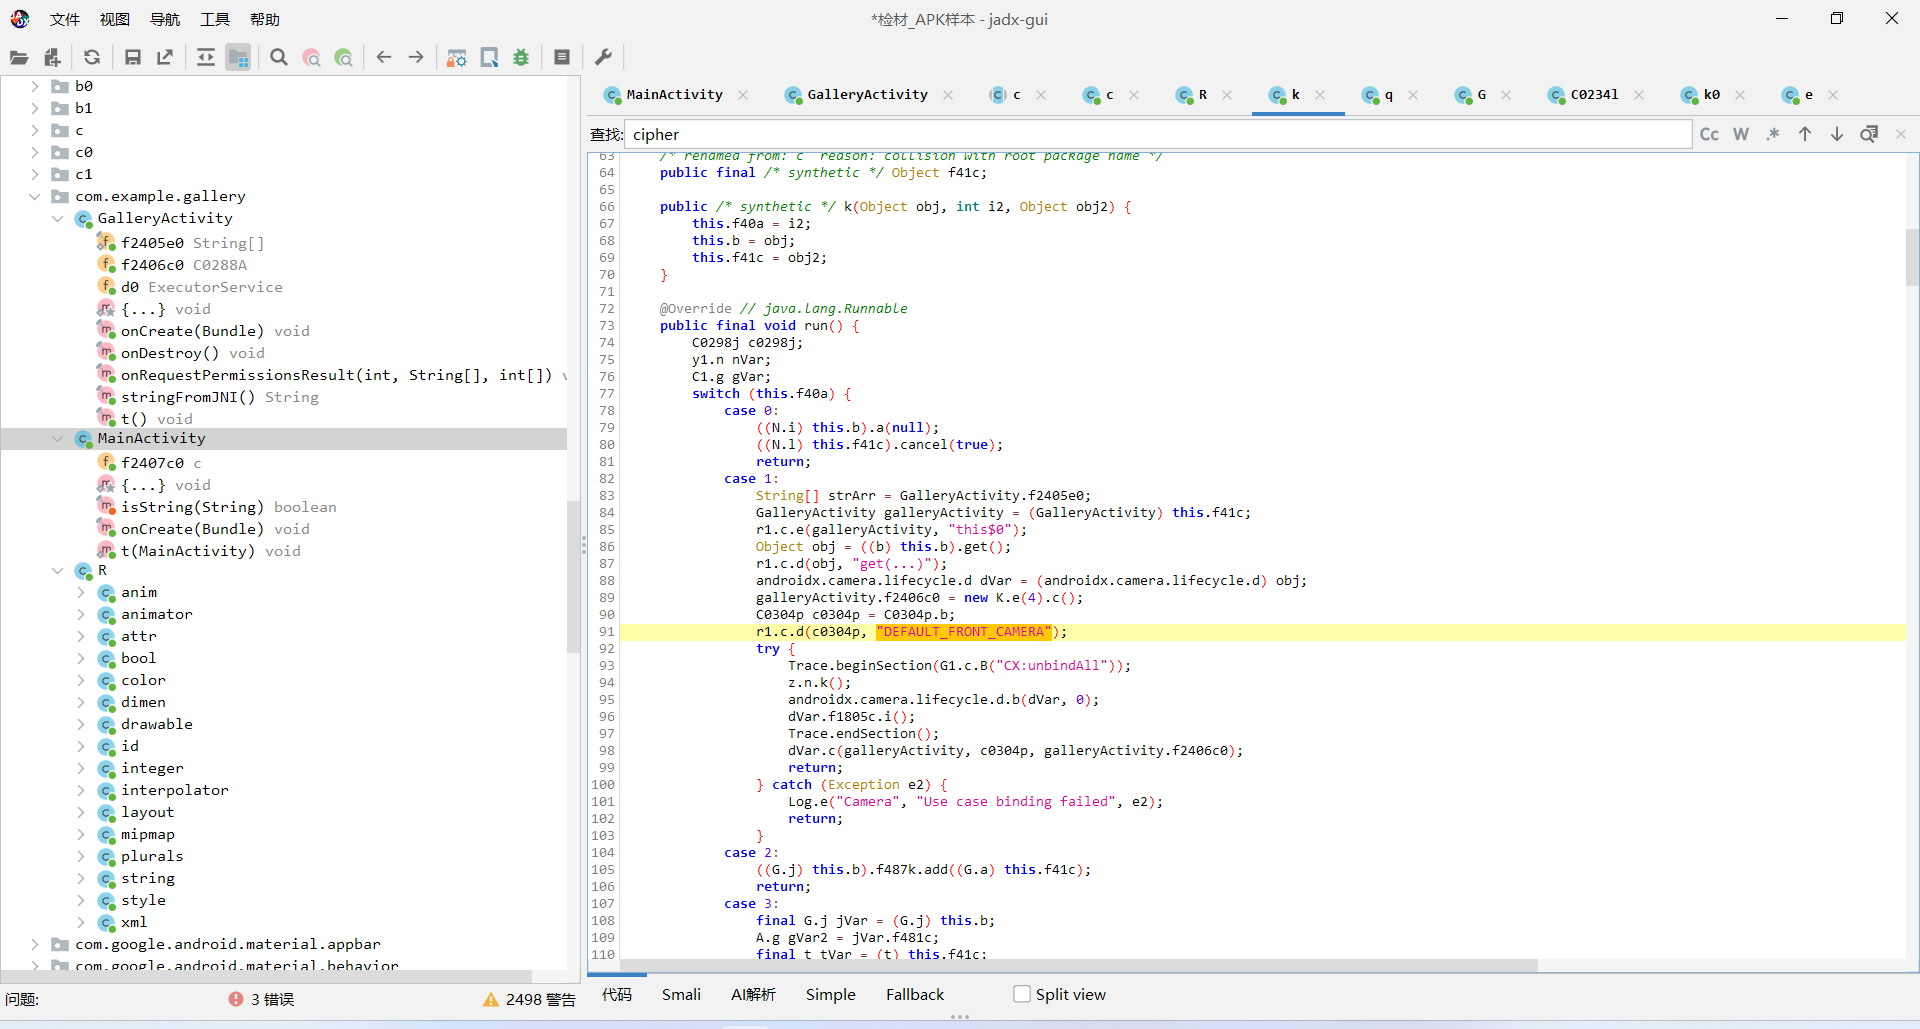 文件 视图 导航 工具 帮助
*检材_APK样本 - jadx-gui
b0
b1
c
c0
c1
com.example.gallery
GalleryActivity
f2405e0 String[]
f2406c0 C0288A
d0 ExecutorService
{...} void
onCreate(Bundle) void
onDestroy() void
onRequestPermissionsResult(int, String[], int[]) v
stringFromJNI() String
t() void
MainActivity
f2407c0 c
{...} void
isString(String) boolean
onCreate(Bundle) void
t(MainActivity) void
R
anim
animator
attr
bool
color
dimen
drawable
id
integer
interpolator
layout
mipmap
plurals
string
style
xml
com.google.android.material.appbar
com.google.android.material.behavior
问题:
3 错误
2498 警告
MainActivity GalleryActivity c c R k q G C0234l k0 e
查找: cipher
Cc W .*
63 /* renamed from: c  reason: collision with root package name */
64 public final /* synthetic */ Object f41c;
65
66 public /* synthetic */ k(Object obj, int i2, Object obj2) {
67 this.f40a = i2;
68 this.b = obj;
69 this.f41c = obj2;
70 }
71
72 @Override // java.lang.Runnable
73 public final void run() {
74 C0298j c0298j;
75 y1.n nVar;
76 C1.g gVar;
77 switch (this.f40a) {
78 case 0:
79 ((N.i) this.b).a(null);
80 ((N.l) this.f41c).cancel(true);
81 return;
82 case 1:
83 String[] strArr = GalleryActivity.f2405e0;
84 GalleryActivity galleryActivity = (GalleryActivity) this.f41c;
85 r1.c.e(galleryActivity, "this$0");
86 Object obj = ((b) this.b).get();
87 r1.c.d(obj, "get(...)");
88 androidx.camera.lifecycle.d dVar = (androidx.camera.lifecycle.d) obj;
89 galleryActivity.f2406c0 = new K.e(4).c();
90 C0304p c0304p = C0304p.b;
91 r1.c.d(c0304p, "DEFAULT_FRONT_CAMERA");
92 try {
93 Trace.beginSection(G1.c.B("CX:unbindAll"));
94 z.n.k();
95 androidx.camera.lifecycle.d.b(dVar, 0);
96 dVar.f1805c.i();
97 Trace.endSection();
98 dVar.c(galleryActivity, c0304p, galleryActivity.f2406c0);
99 return;
100 } catch (Exception e2) {
101 Log.e("Camera", "Use case binding failed", e2);
102 return;
103 }
104 case 2:
105 ((G.j) this.b).f487k.add((G.a) this.f41c);
106 return;
107 case 3:
108 final G.j jVar = (G.j) this.b;
109 A.g gVar2 = jVar.f481c;
110 final t tVar = (t) this.f41c;
代码 Smali AI解析 Simple Fallback Split view